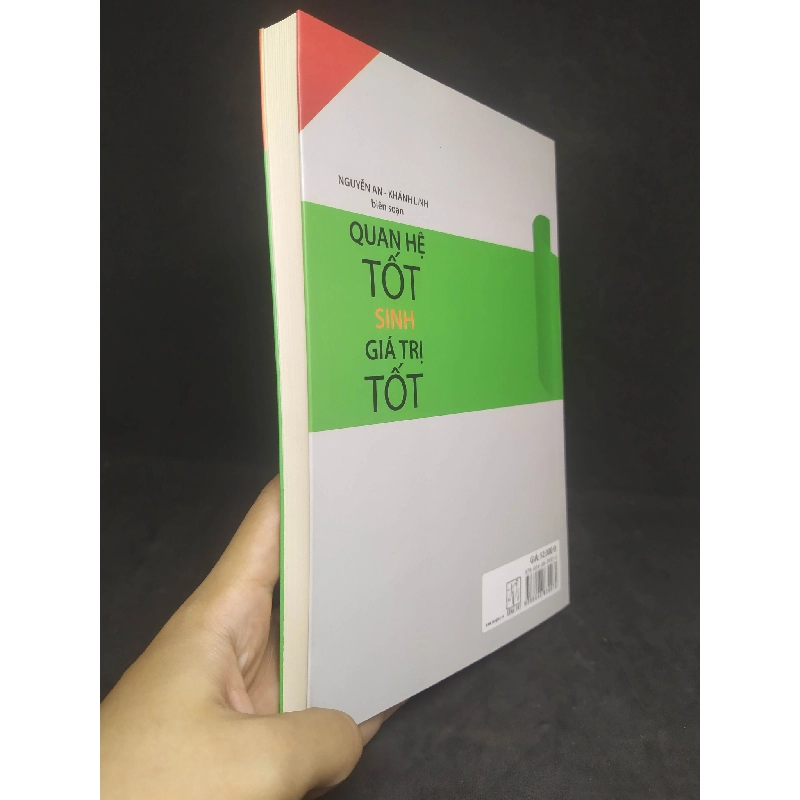 NGUYỄN AN - KHÁNH LINH
biên soạn
QUAN HỆ
TỐT
SINH
GIÁ TRỊ
TỐT